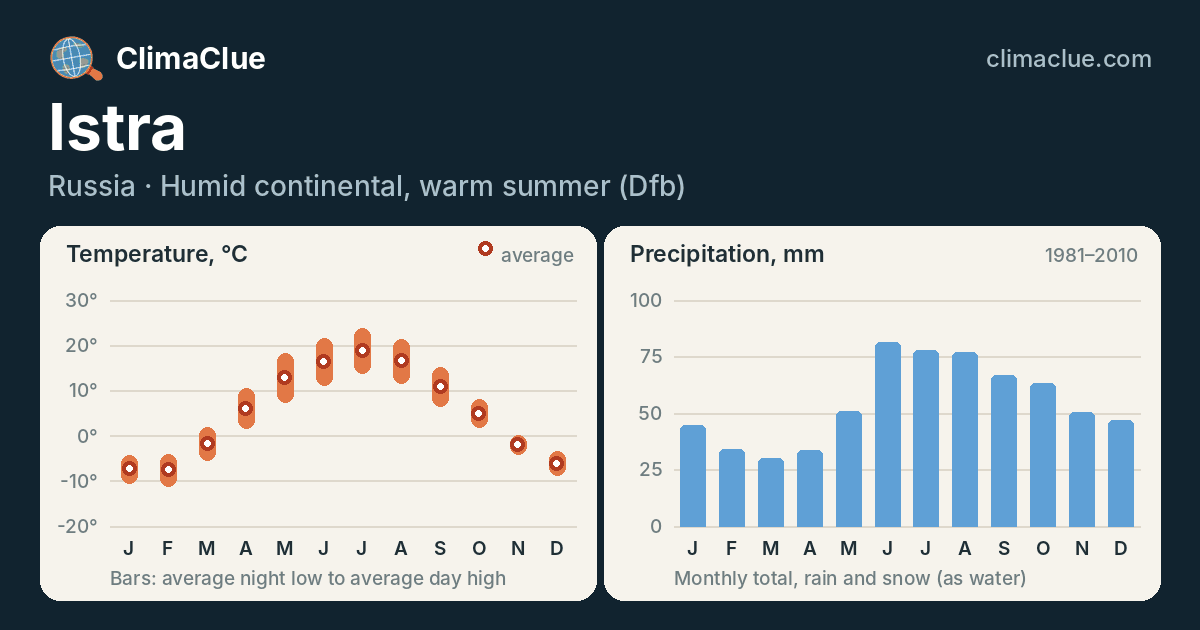 ClimaClue
climaclue.com
Istra
Russia · Humid continental, warm summer (Dfb)
Temperature, °C
average
30°
20°
10°
0°
-10°
-20°
J F M A M J J A S O N D
Bars: average night low to average day high
Precipitation, mm
1981–2010
100
75
50
25
0
J F M A M J J A S O N D
Monthly total, rain and snow (as water)